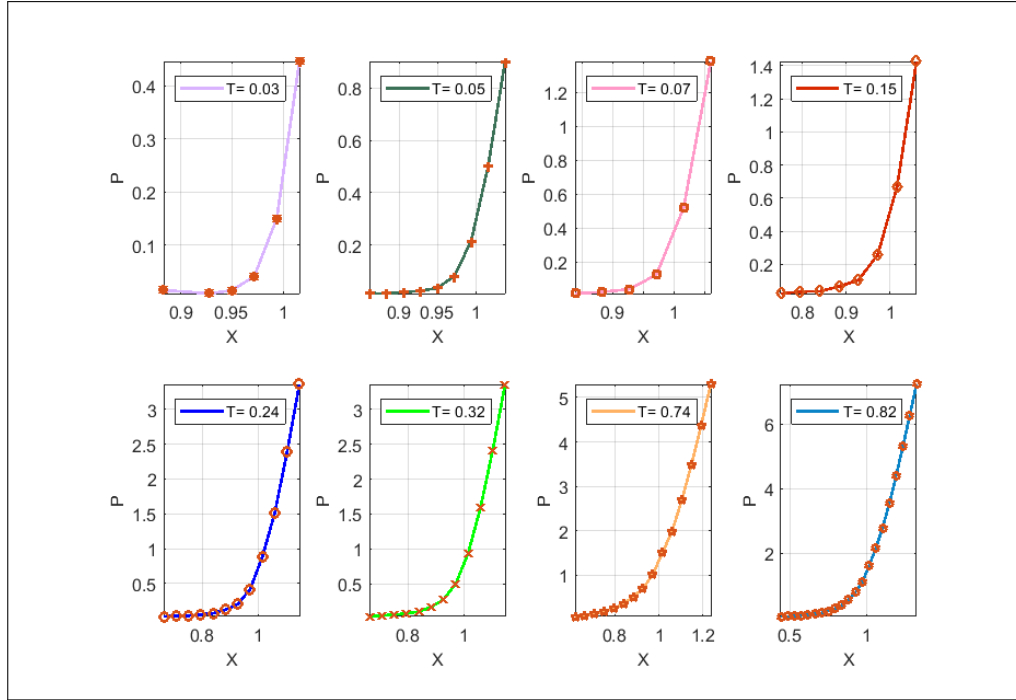 T= 0.03
0.4
0.3
0.2
0.1
P
0.9 0.95 1
X
T= 0.05
0.8
0.6
0.4
0.2
P
0.9 0.95 1
X
T= 0.07
1.2
1
0.8
0.6
0.4
0.2
P
0.9 1
X
T= 0.15
1.4
1.2
1
0.8
0.6
0.4
0.2
P
0.8 0.9 1
X
T= 0.24
3
2.5
2
1.5
1
0.5
P
0.8 1
X
T= 0.32
3
2.5
2
1.5
1
0.5
P
0.8 1
X
T= 0.74
5
4
3
2
1
P
0.8 1 1.2
X
T= 0.82
6
4
2
P
0.5 1
X